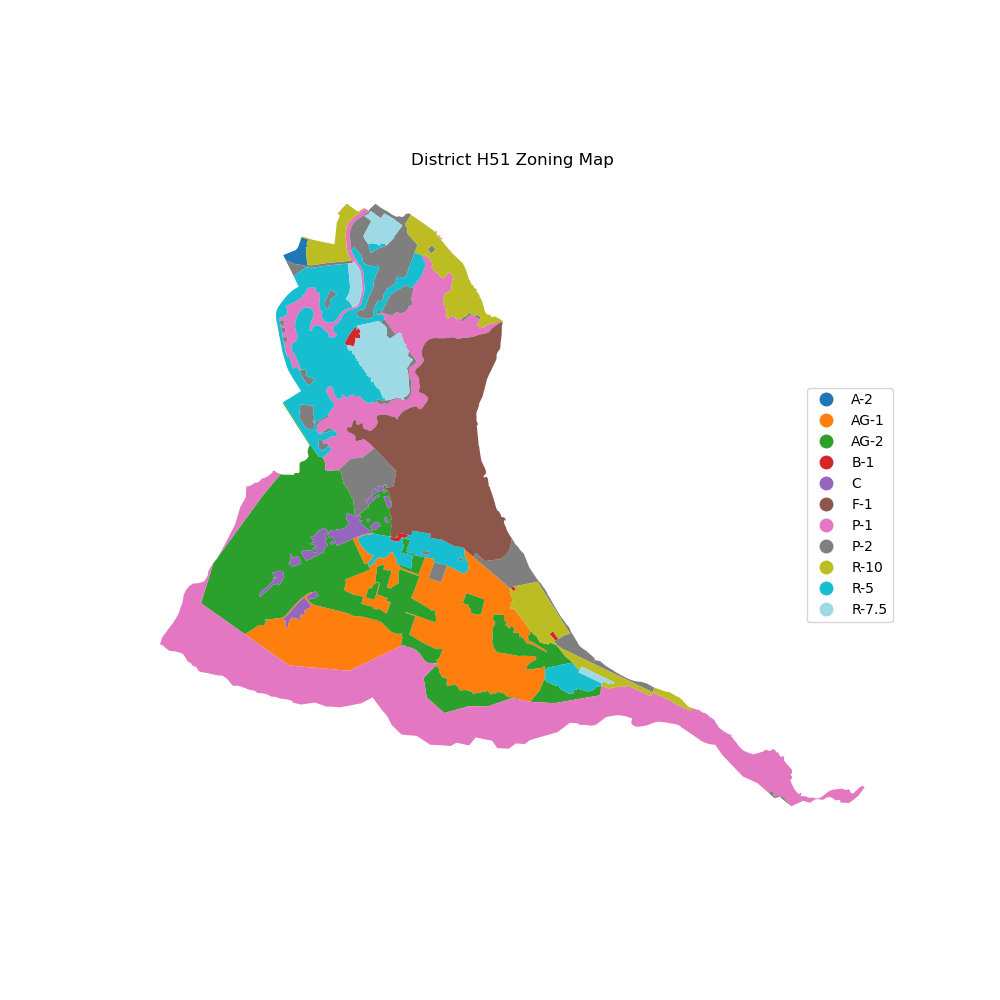 District H51 Zoning Map
A-2
AG-1
AG-2
B-1
C
F-1
P-1
P-2
R-10
R-5
R-7.5